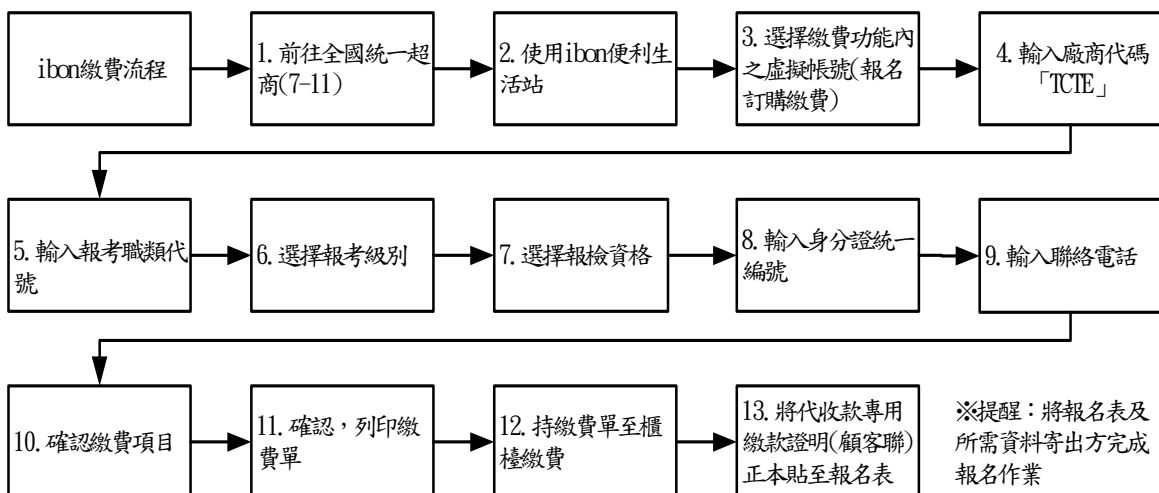 ibon繳費流程
1.前往全國統一超
商(7-11)
2.使用ibon便利生
活站
3.選擇繳費功能內
之虛擬帳號(報名
訂購繳費)
4.輸入廠商代碼
「TCTE」
5.輸入報考職類代
號
6.選擇報考級別
7.選擇報檢資格
8.輸入身分證統一
編號
9.輸入聯絡電話
10.確認繳費項目
11.確認，列印繳
費單
12.持繳費單至櫃
檯繳費
13.將代收款專用
繳款證明(顧客聯)
正本貼至報名表
※提醒：將報名表及
所需資料寄出方完成
報名作業